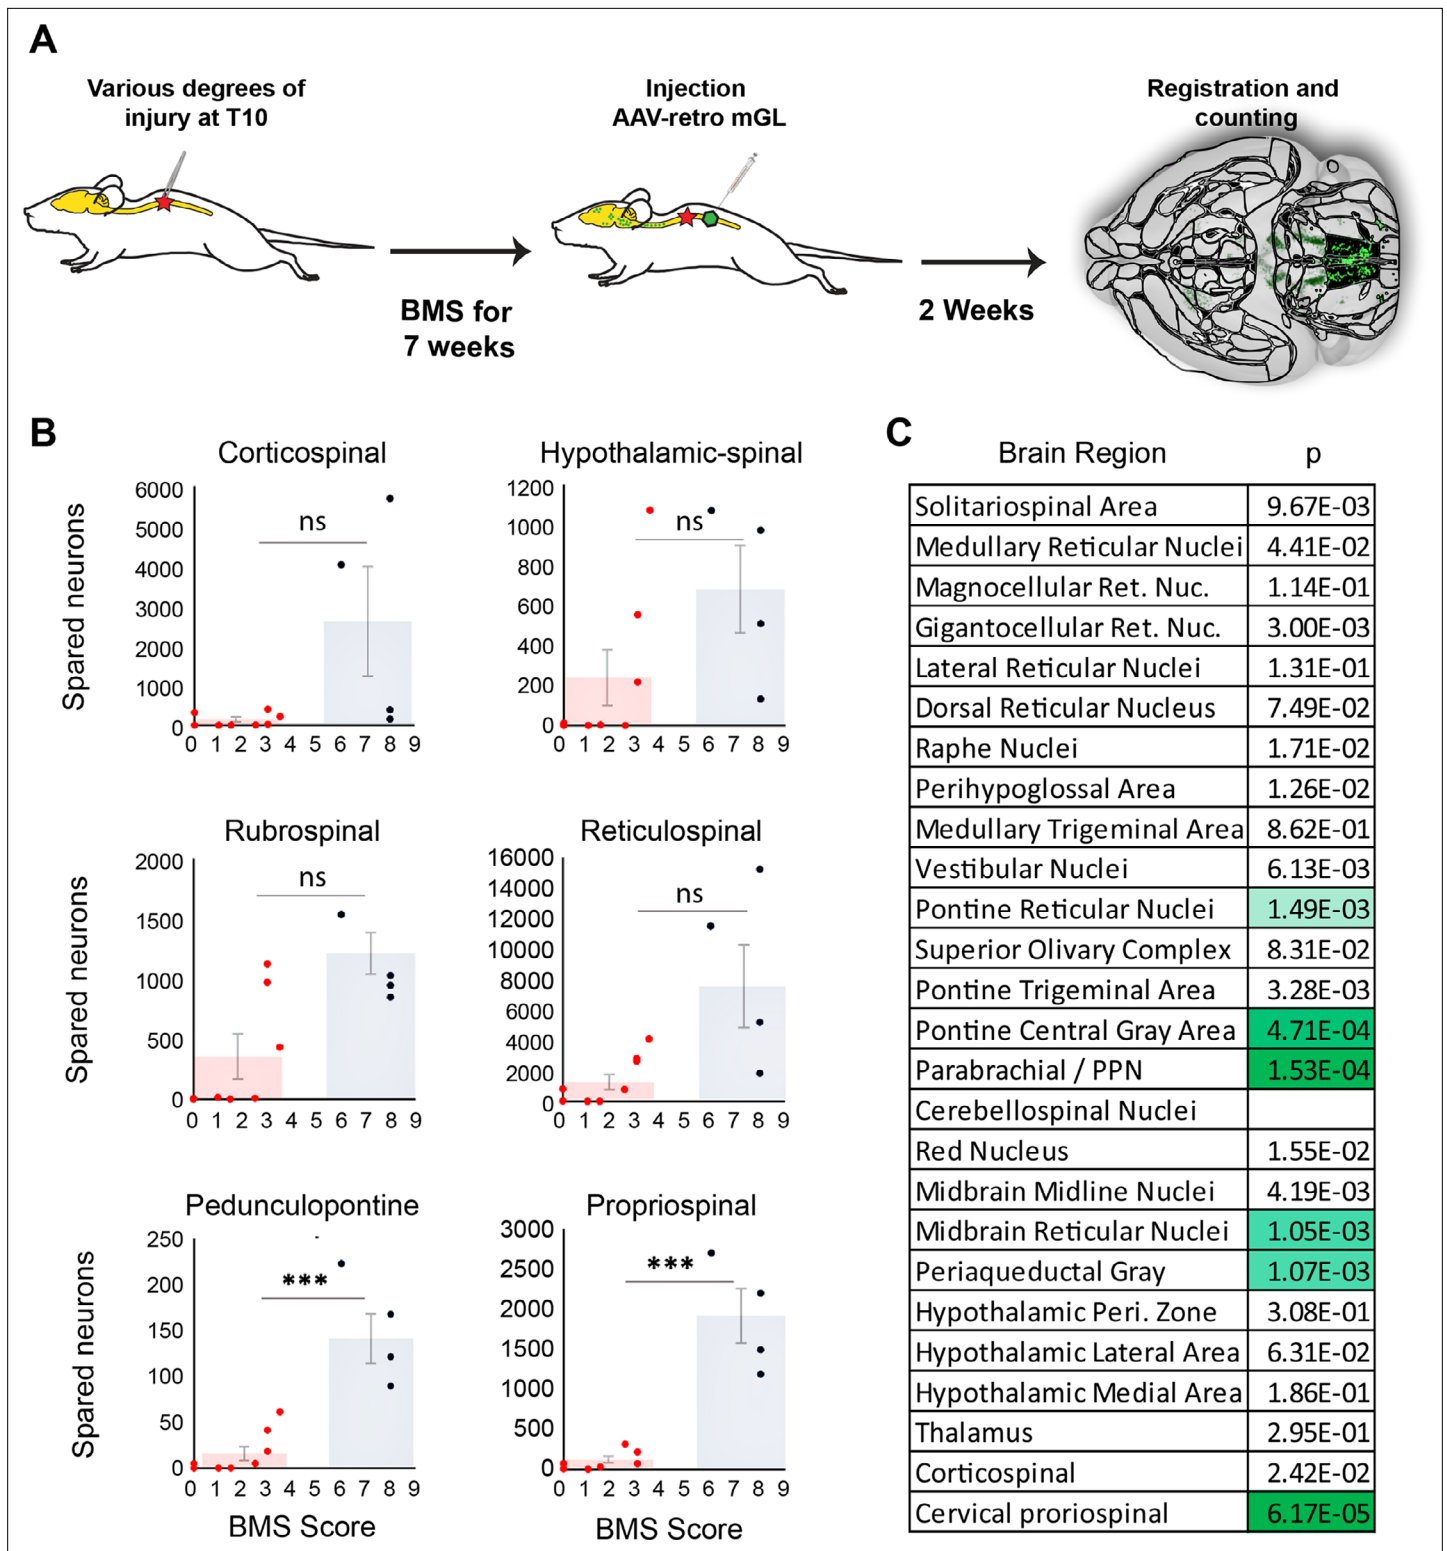 A
Various degrees of
injury at T10
Injection
AAV-retro mGL
Registration and
counting
BMS for
7 weeks
2 Weeks
B
Corticospinal
Spared neurons
6000
5000
4000
3000
2000
1000
0
ns
0 1 2 3 4 5 6 7 8 9
Hypothalamic-spinal
1200
1000
800
600
400
200
0
ns
0 1 2 3 4 5 6 7 8 9
Rubrospinal
Spared neurons
2000
1500
1000
500
0
ns
0 1 2 3 4 5 6 7 8 9
Reticulospinal
16000
14000
12000
10000
8000
6000
4000
2000
0
ns
0 1 2 3 4 5 6 7 8 9
Pedunculopontine
Spared neurons
250
200
150
100
50
0
***
0 1 2 3 4 5 6 7 8 9
BMS Score
Propriospinal
3000
2500
2000
1500
1000
500
0
***
0 1 2 3 4 5 6 7 8 9
BMS Score
C
Brain Region p
Solitariospinal Area 9.67E-03
Medullary Reticular Nuclei 4.41E-02
Magnocellular Ret. Nuc. 1.14E-01
Gigantocellular Ret. Nuc. 3.00E-03
Lateral Reticular Nuclei 1.31E-01
Dorsal Reticular Nucleus 7.49E-02
Raphe Nuclei 1.71E-02
Perihypoglossal Area 1.26E-02
Medullary Trigeminal Area 8.62E-01
Vestibular Nuclei 6.13E-03
Pontine Reticular Nuclei 1.49E-03
Superior Olivary Complex 8.31E-02
Pontine Trigeminal Area 3.28E-03
Pontine Central Gray Area 4.71E-04
Parabrachial / PPN 1.53E-04
Cerebellospinal Nuclei
Red Nucleus 1.55E-02
Midbrain Midline Nuclei 4.19E-03
Midbrain Reticular Nuclei 1.05E-03
Periaqueductal Gray 1.07E-03
Hypothalamic Peri. Zone 3.08E-01
Hypothalamic Lateral Area 6.31E-02
Hypothalamic Medial Area 1.86E-01
Thalamus 2.95E-01
Corticospinal 2.42E-02
Cervical proriospinal 6.17E-05